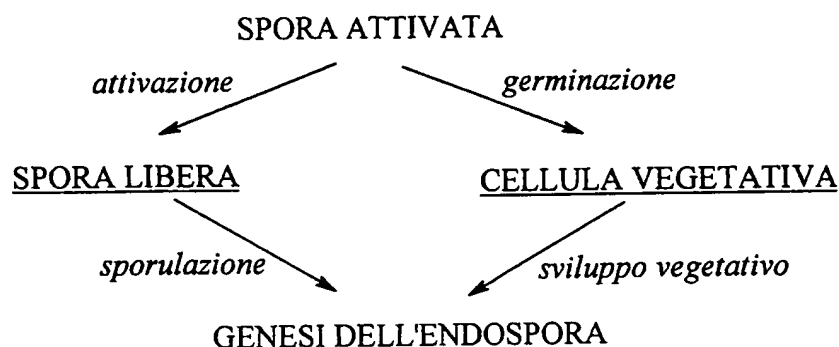 SPORA ATTIVATA
attivazione
germinazione
SPORA LIBERA
CELLULA VEGETATIVA
sporulazione
sviluppo vegetativo
GENESI DELL'ENDOSPORA